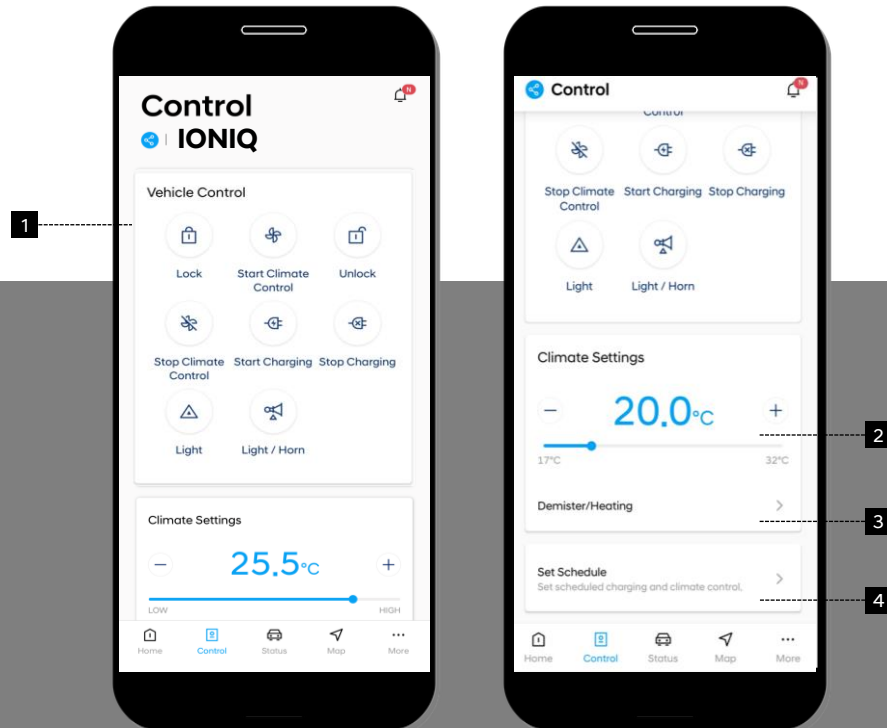 N
Control
IONIQ
Vehicle Control
1
Lock
Start Climate
Control
Unlock
Stop Climate
Control
Start Charging
Stop Charging
Light
Light / Horn
Climate Settings
25.5°C
LOW
HIGH
Home
Control
Status
Map
More
N
Control
Control
Stop Climate
Control
Start Charging
Stop Charging
Light
Light / Horn
Climate Settings
20.0°C
2
17°C
32°C
Demister/Heating
3
Set Schedule
Set scheduled charging and climate control.
4
Home
Control
Status
Map
More